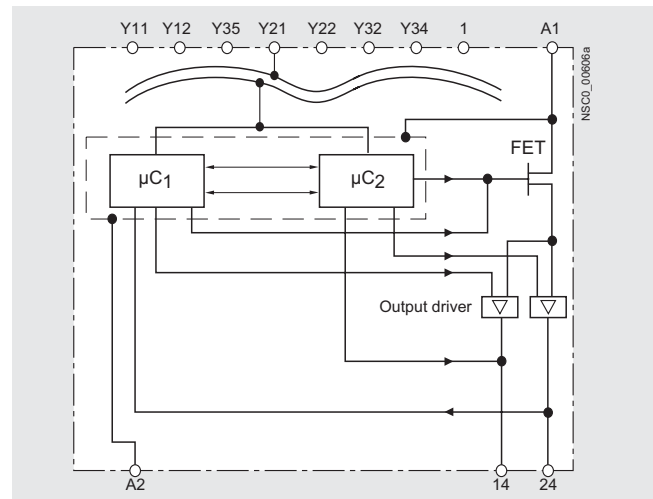 Y11 Y12 Y35 Y21 Y22 Y32 Y34 1 A1
NSC0_00606a
FET
µC1 µC2
Output driver
A2 14 24